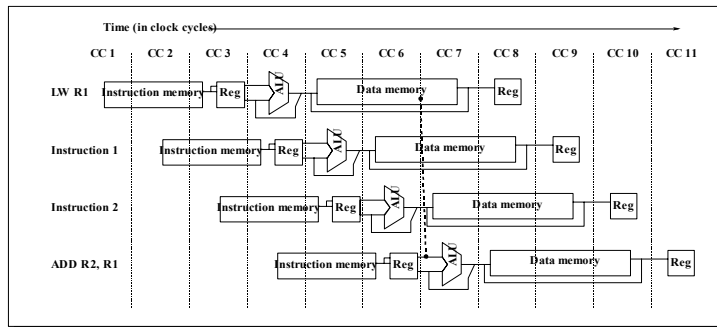 Time (in clock cycles)
CC 1 CC 2 CC 3 CC 4 CC 5 CC 6 CC 7 CC 8 CC 9 CC 10 CC 11
LW R1 Instruction memory Reg ALU Data memory Reg
Instruction 1 Instruction memory Reg ALU Data memory Reg
Instruction 2 Instruction memory Reg ALU Data memory Reg
ADD R2, R1 Instruction memory Reg ALU Data memory Reg